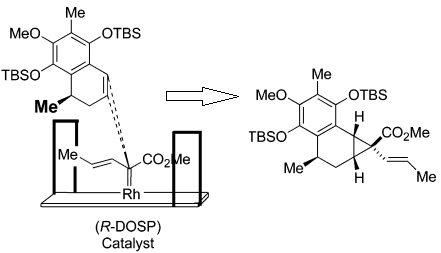 Me
MeO
OTBS
TBSO
Me
Me
CO₂Me
Rh
(R-DOSP)
Catalyst
Me
OTBS
MeO
H
CO₂Me
TBSO
Me
H
Me